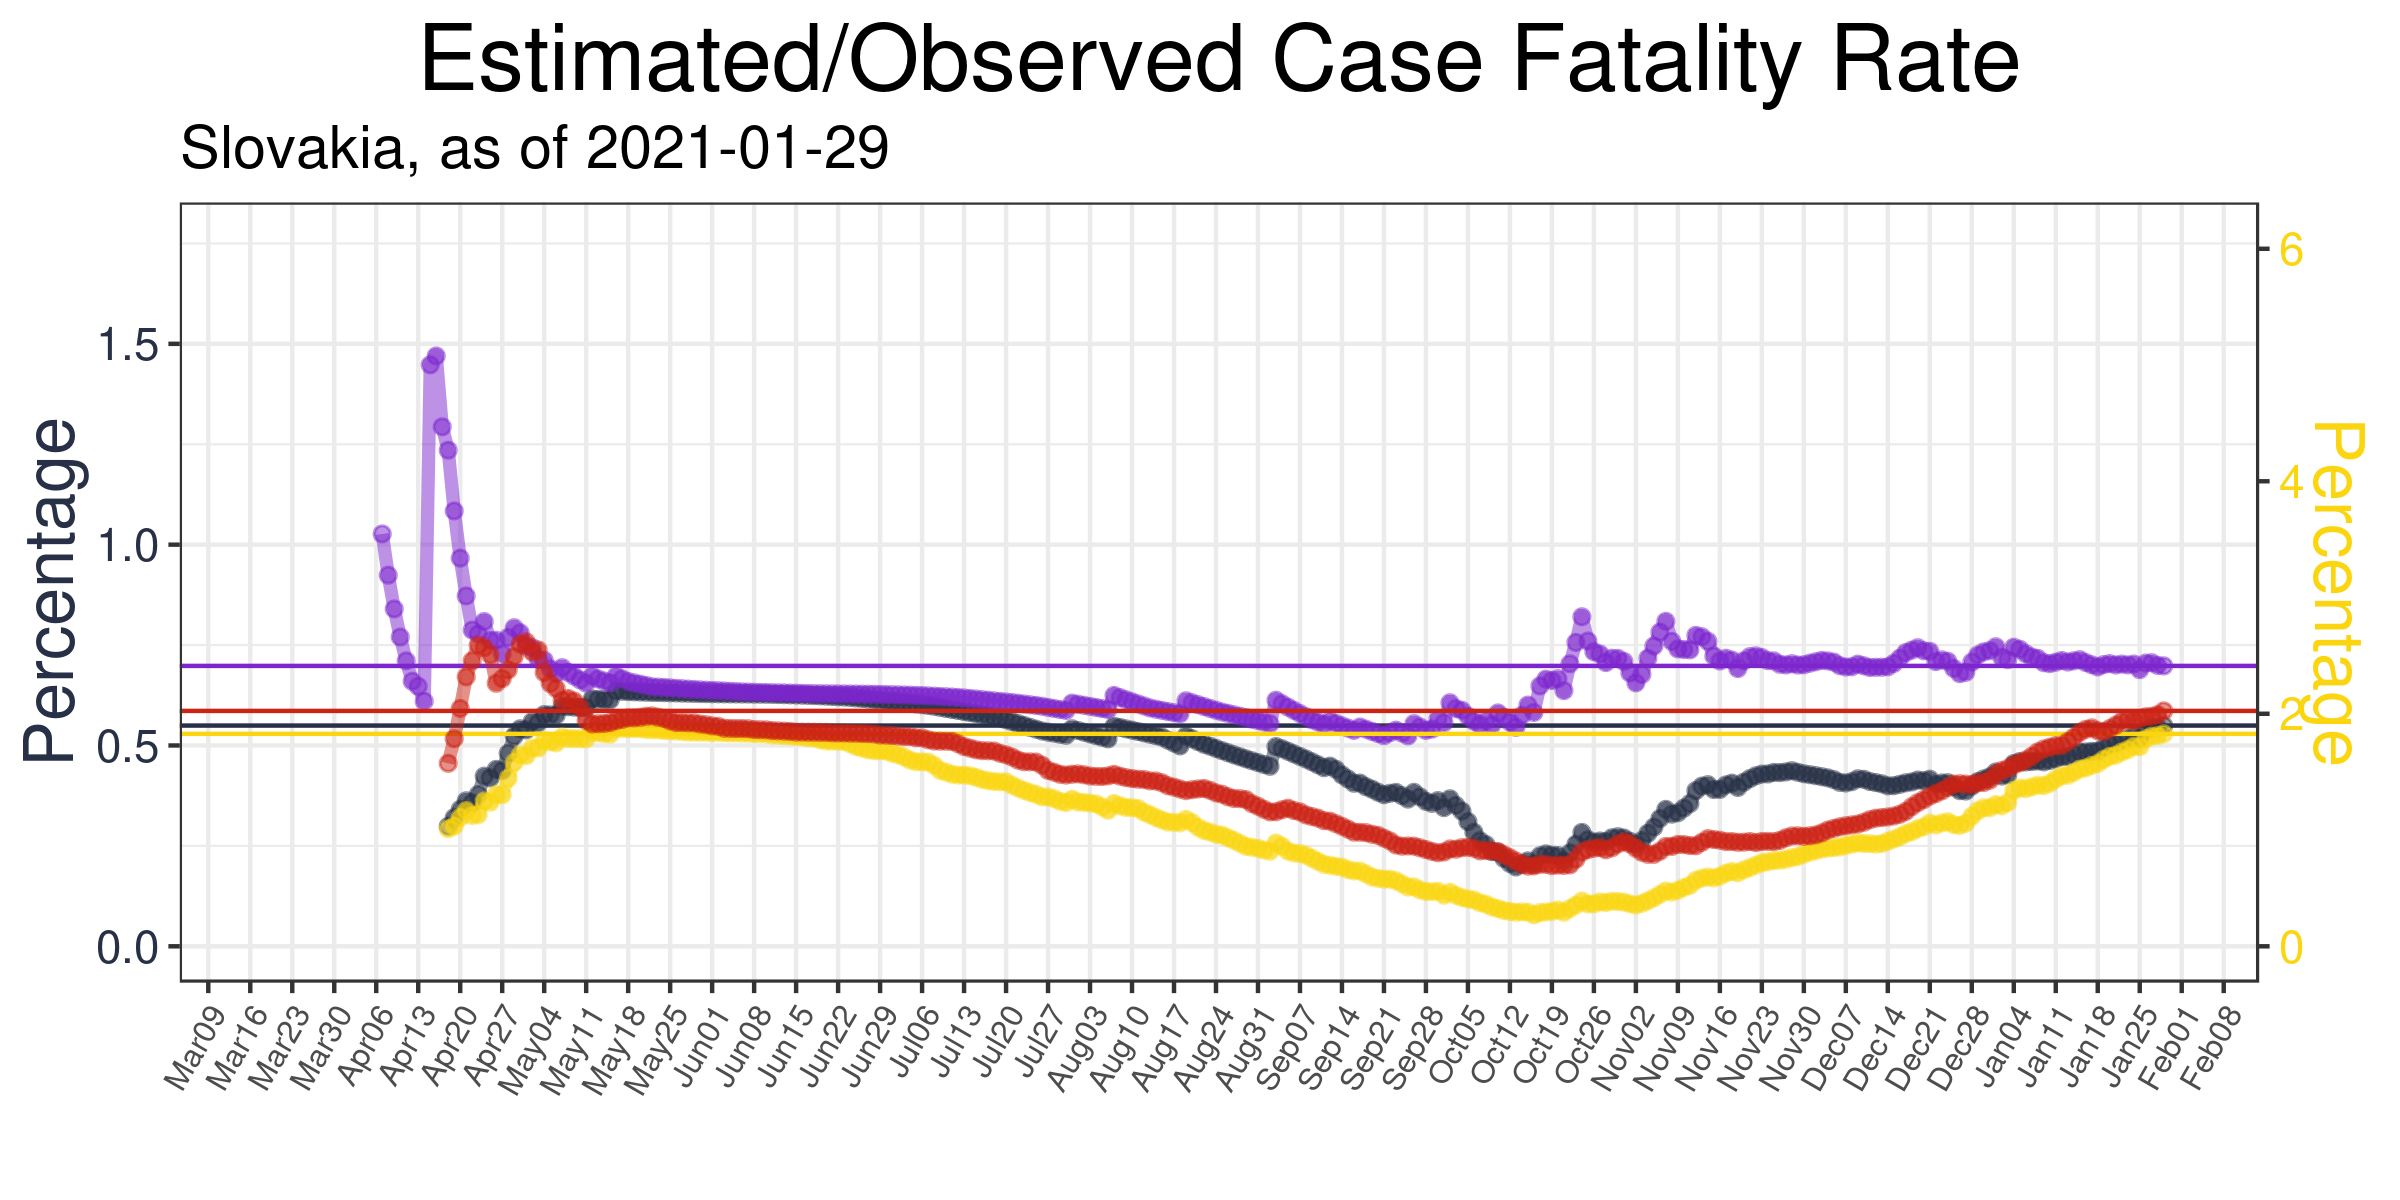 Estimated/Observed Case Fatality Rate
Slovakia, as of 2021-01-29
Percentage
1.5
1.0
0.5
0.0
6
4
2
0
Percentage
Mar09
Mar16
Mar23
Mar30
Apr06
Apr13
Apr20
Apr27
May04
May11
May18
May25
Jun01
Jun08
Jun15
Jun22
Jun29
Jul06
Jul13
Jul20
Jul27
Aug03
Aug10
Aug17
Aug24
Aug31
Sep07
Sep14
Sep21
Sep28
Oct05
Oct12
Oct19
Oct26
Nov02
Nov09
Nov16
Nov23
Nov30
Dec07
Dec14
Dec21
Dec28
Jan04
Jan11
Jan18
Jan25
Feb01
Feb08